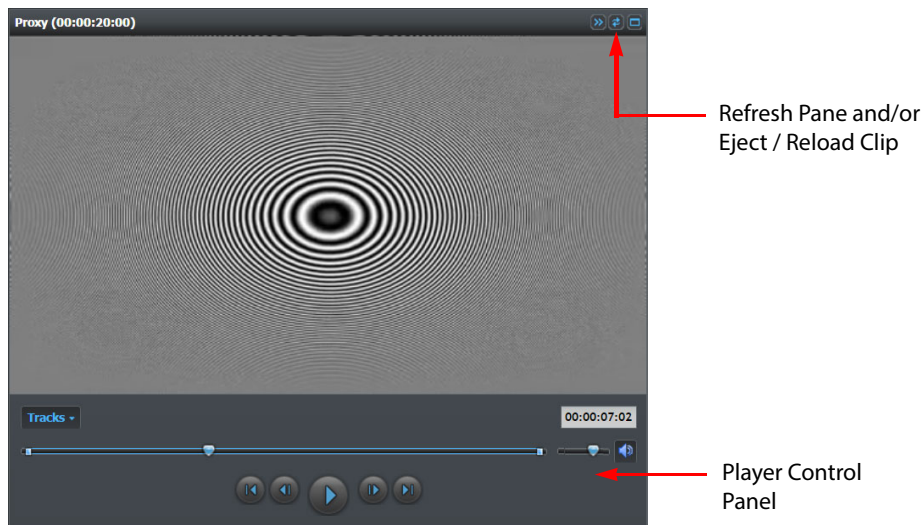 Proxy (00:00:20:00)
Refresh Pane and/or
Eject / Reload Clip
Tracks
00:00:07:02
Player Control
Panel